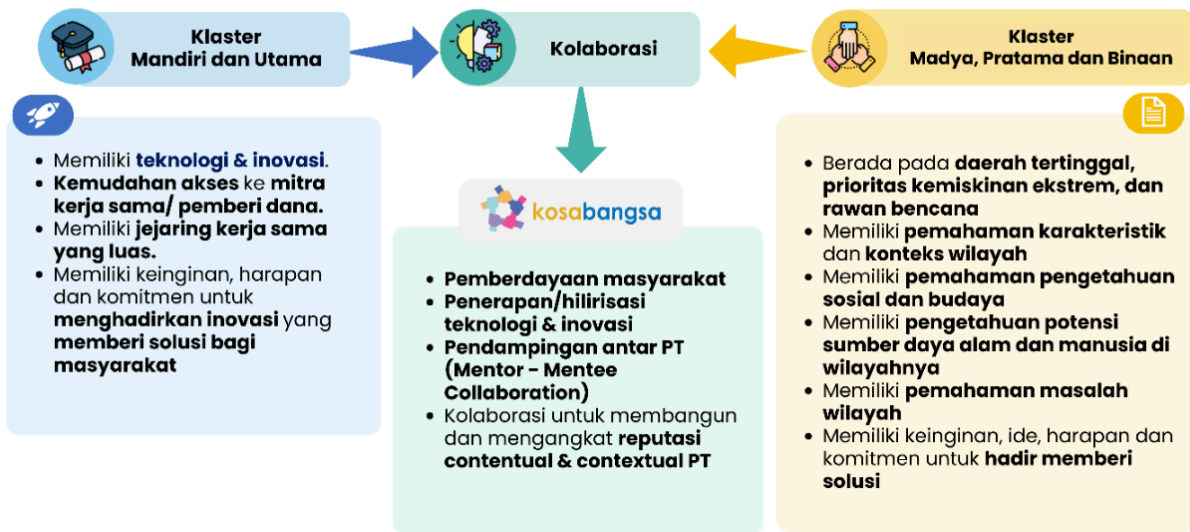 Klaster
Mandiri dan Utama
Kolaborasi
Klaster
Madya, Pratama dan Binaan
• Memiliki teknologi & inovasi.
• Kemudahan akses ke mitra
kerja sama/ pemberi dana.
• Memiliki jejaring kerja sama
yang luas.
• Memiliki keinginan, harapan
dan komitmen untuk
menghadirkan inovasi yang
memberi solusi bagi
masyarakat
kosabangsa
• Pemberdayaan masyarakat
• Penerapan/hilirisasi
teknologi & inovasi
• Pendampingan antar PT
(Mentor – Mentee
Collaboration)
• Kolaborasi untuk membangun
dan mengangkat reputasi
contentual & contextual PT
• Berada pada daerah tertinggal,
prioritas kemiskinan ekstrem, dan
rawan bencana
• Memiliki pemahaman karakteristik
dan konteks wilayah
• Memiliki pemahaman pengetahuan
sosial dan budaya
• Memiliki pengetahuan potensi
sumber daya alam dan manusia di
wilayahnya
• Memiliki pemahaman masalah
wilayah
• Memiliki keinginan, ide, harapan dan
komitmen untuk hadir memberi
solusi